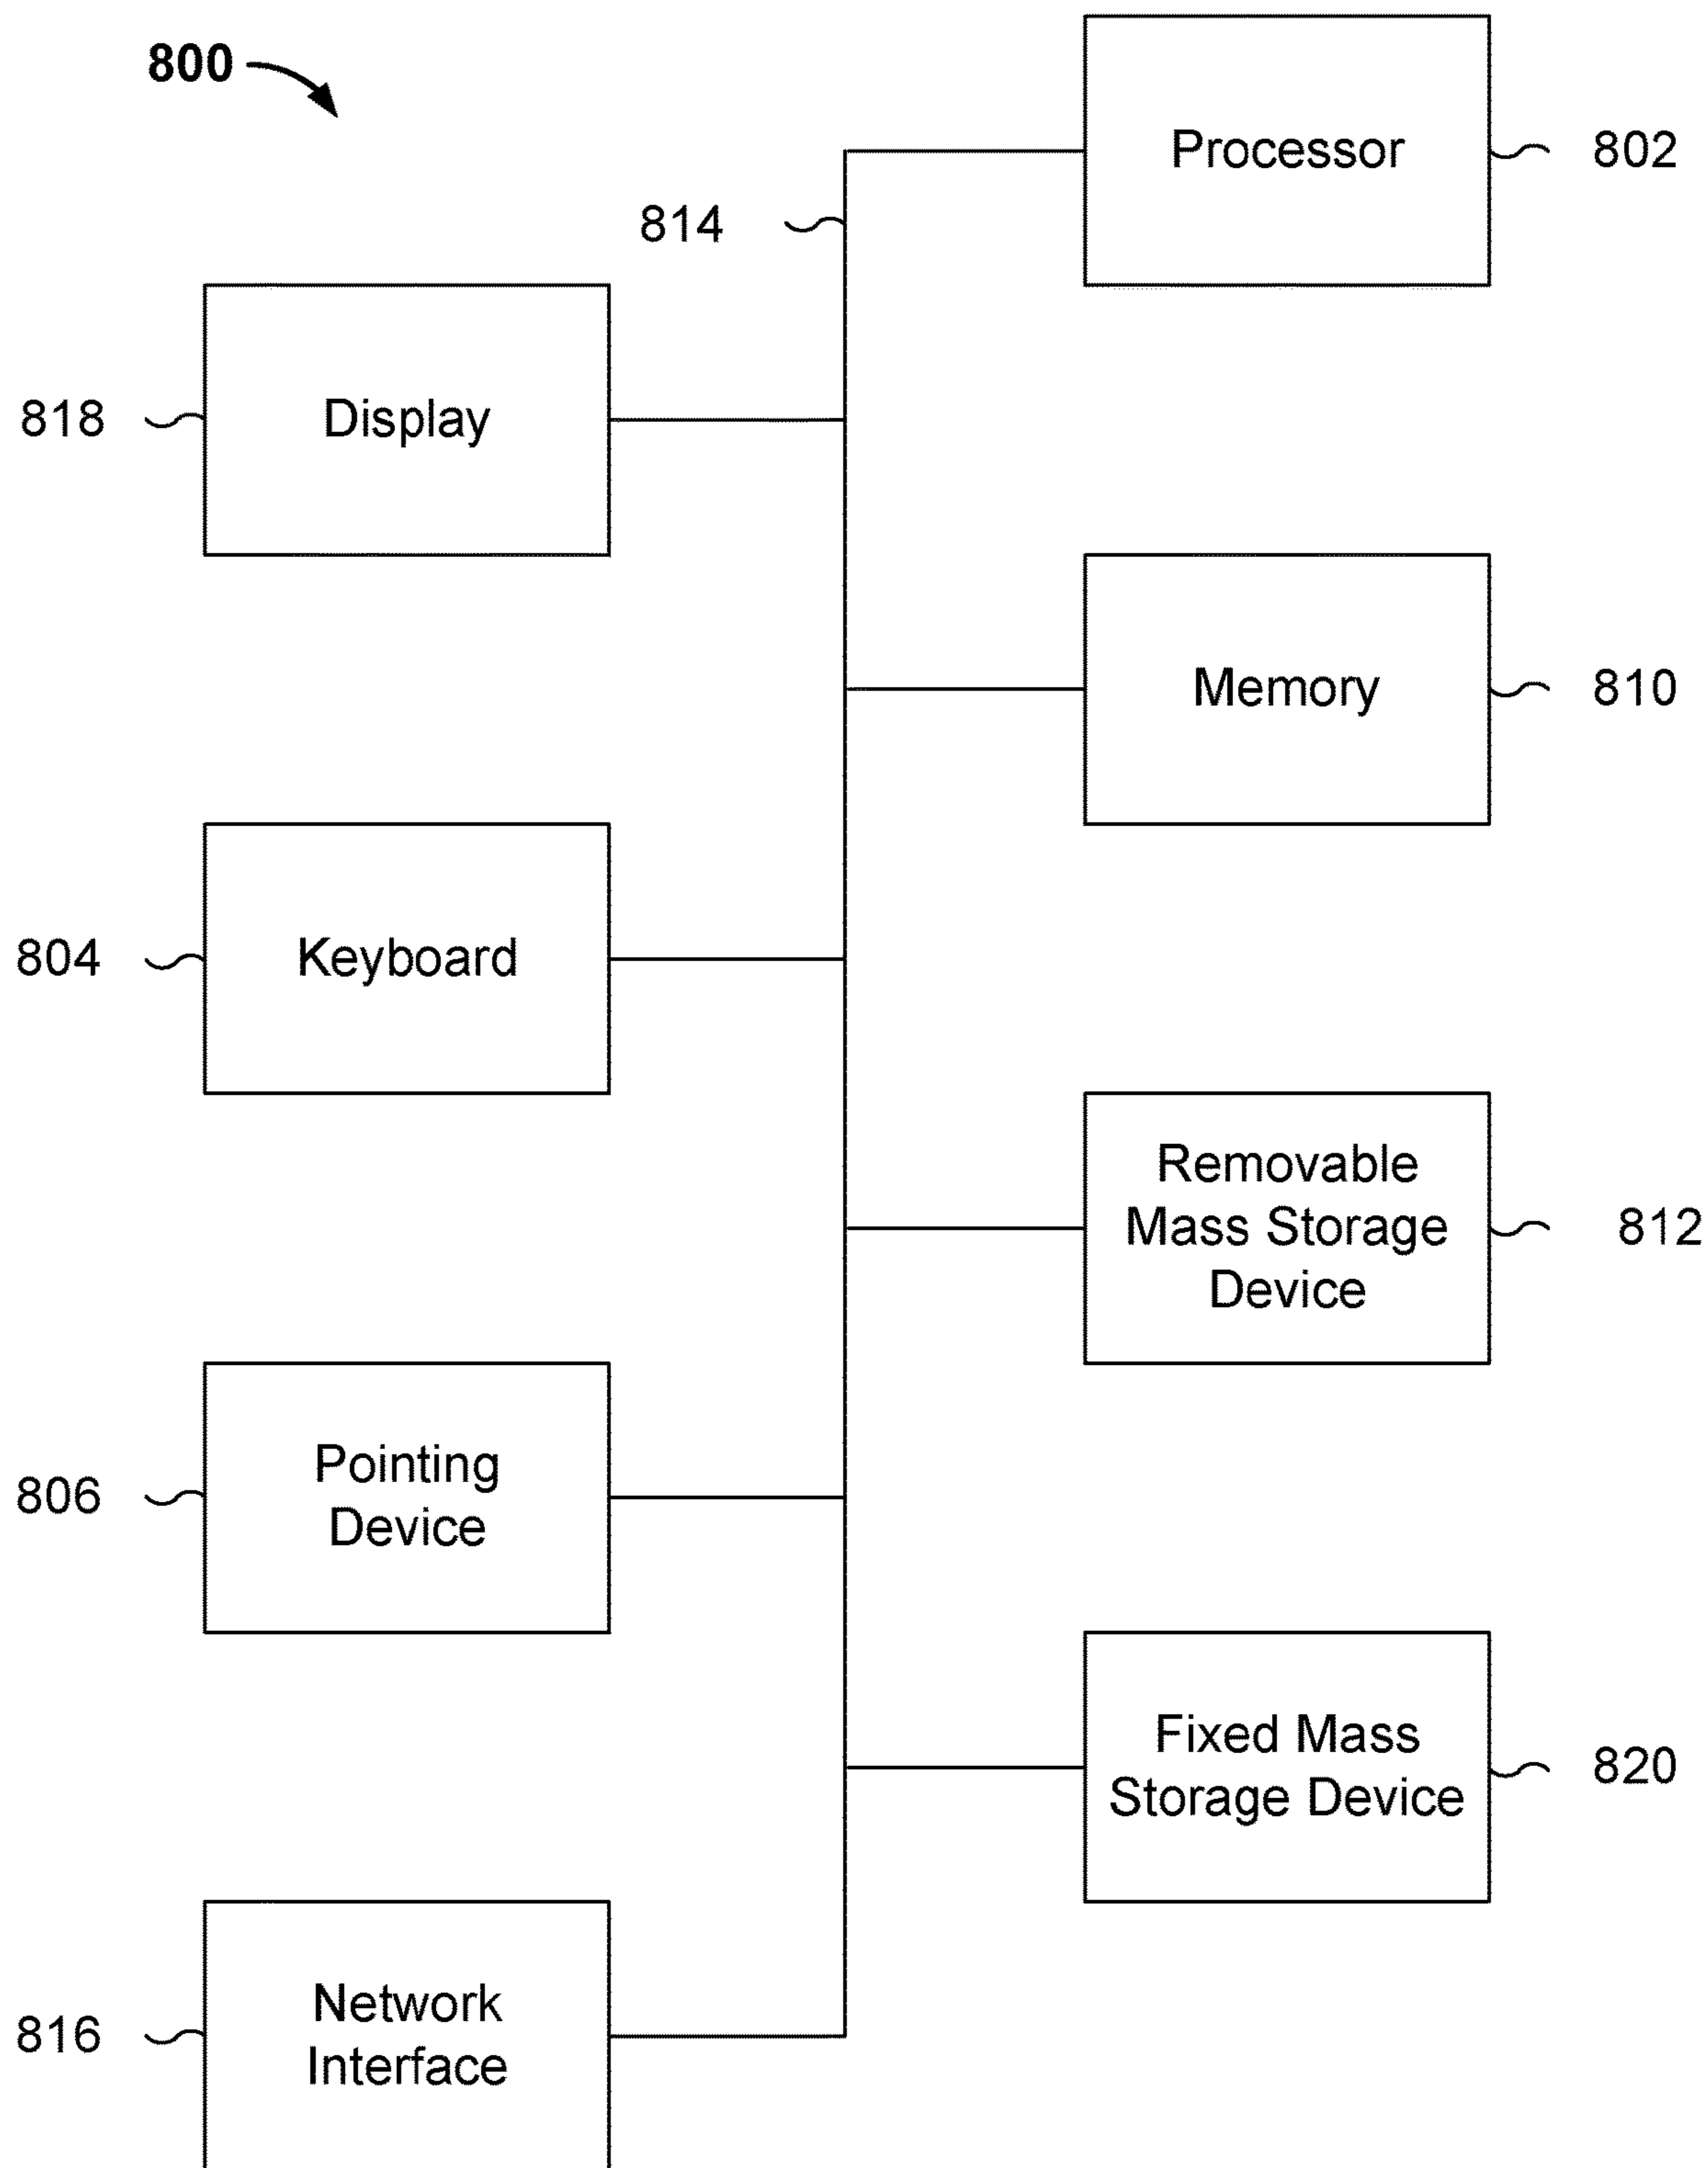 800
Processor
802
814
818
Display
Memory
810
804
Keyboard
Removable
Mass Storage
Device
812
806
Pointing
Device
Fixed Mass
Storage Device
820
816
Network
Interface